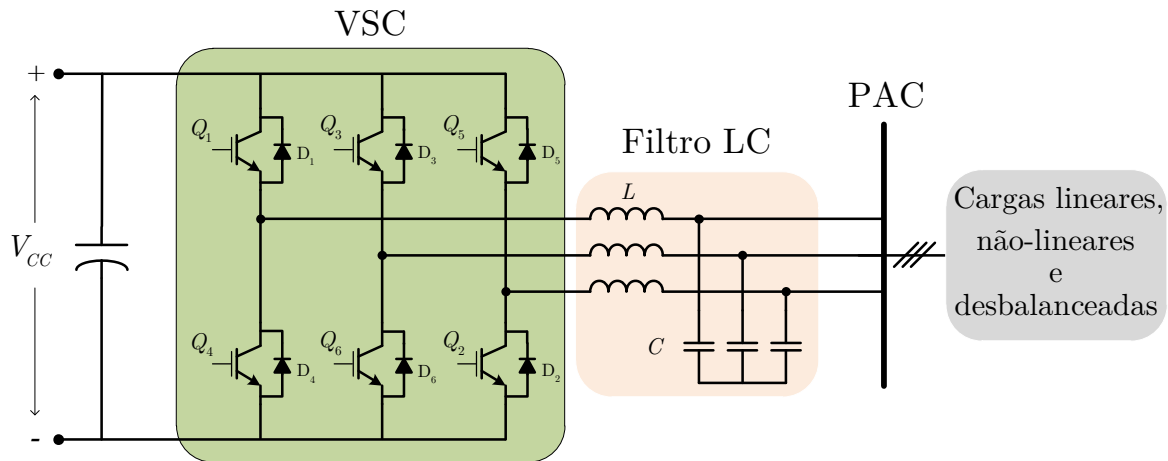 VSC
PAC
Filtro LC
+
Q1
D1
Q3
D3
Q5
D5
L
Cargas lineares,
não-lineares
e
desbalanceadas
VCC
Q4
D4
Q6
D6
Q2
D2
C
-